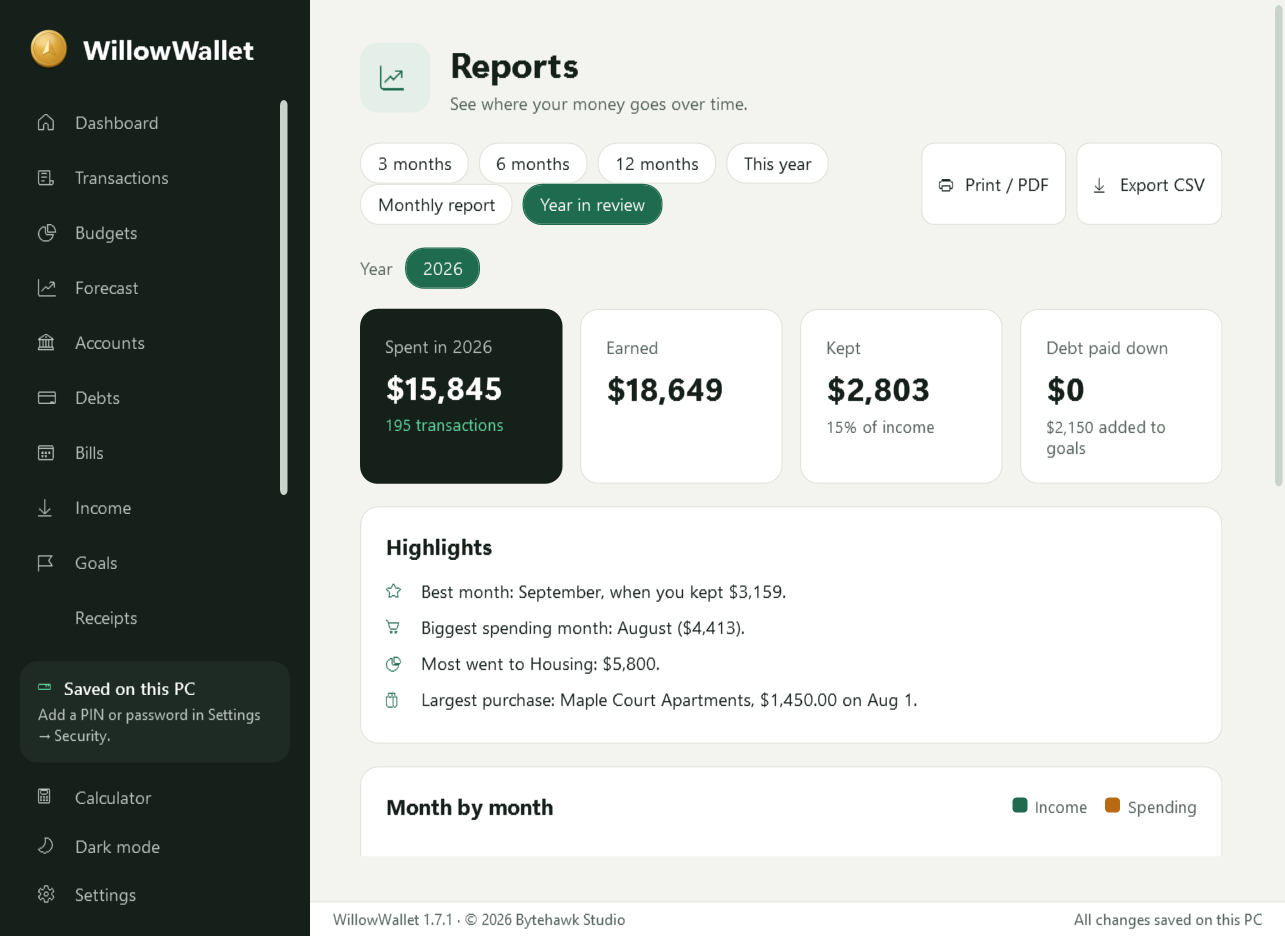 WillowWallet
Dashboard
Transactions
Budgets
Forecast
Accounts
Debts
Bills
Income
Goals
Receipts
Saved on this PC
Add a PIN or password in Settings
→ Security.
Calculator
Dark mode
Settings
Reports
See where your money goes over time.
3 months
6 months
12 months
This year
Monthly report
Year in review
Print / PDF
Export CSV
Year
2026
Spent in 2026
$15,845
195 transactions
Earned
$18,649
Kept
$2,803
15% of income
Debt paid down
$0
$2,150 added to
goals
Highlights
Best month: September, when you kept $3,159.
Biggest spending month: August ($4,413).
Most went to Housing: $5,800.
Largest purchase: Maple Court Apartments, $1,450.00 on Aug 1.
Month by month
Income
Spending
WillowWallet 1.7.1 · © 2026 Bytehawk Studio
All changes saved on this PC